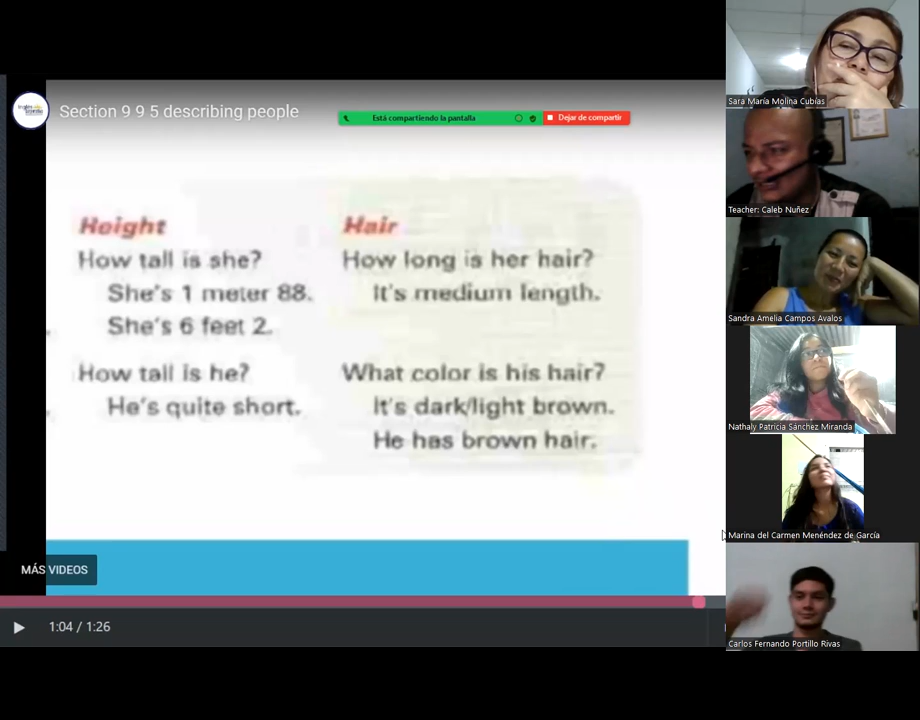 Section 9 9 5 describing people
Está compartiendo la pantalla
Dejar de compartir
Height
How tall is she?
She's 1 meter 88.
She's 6 feet 2.
How tall is he?
He's quite short.
Hair
How long is her hair?
It's medium length.
What color is his hair?
It's dark/light brown.
He has brown hair.
MÁS VIDEOS
1:04 / 1:26
Sara María Molina Cubías
Teacher: Caleb Nuñez
Sandra Amelia Campos Avalos
Nathaly Patricia Sánchez Miranda
Marina del Carmen Menéndez de García
Carlos Fernando Portillo Rivas